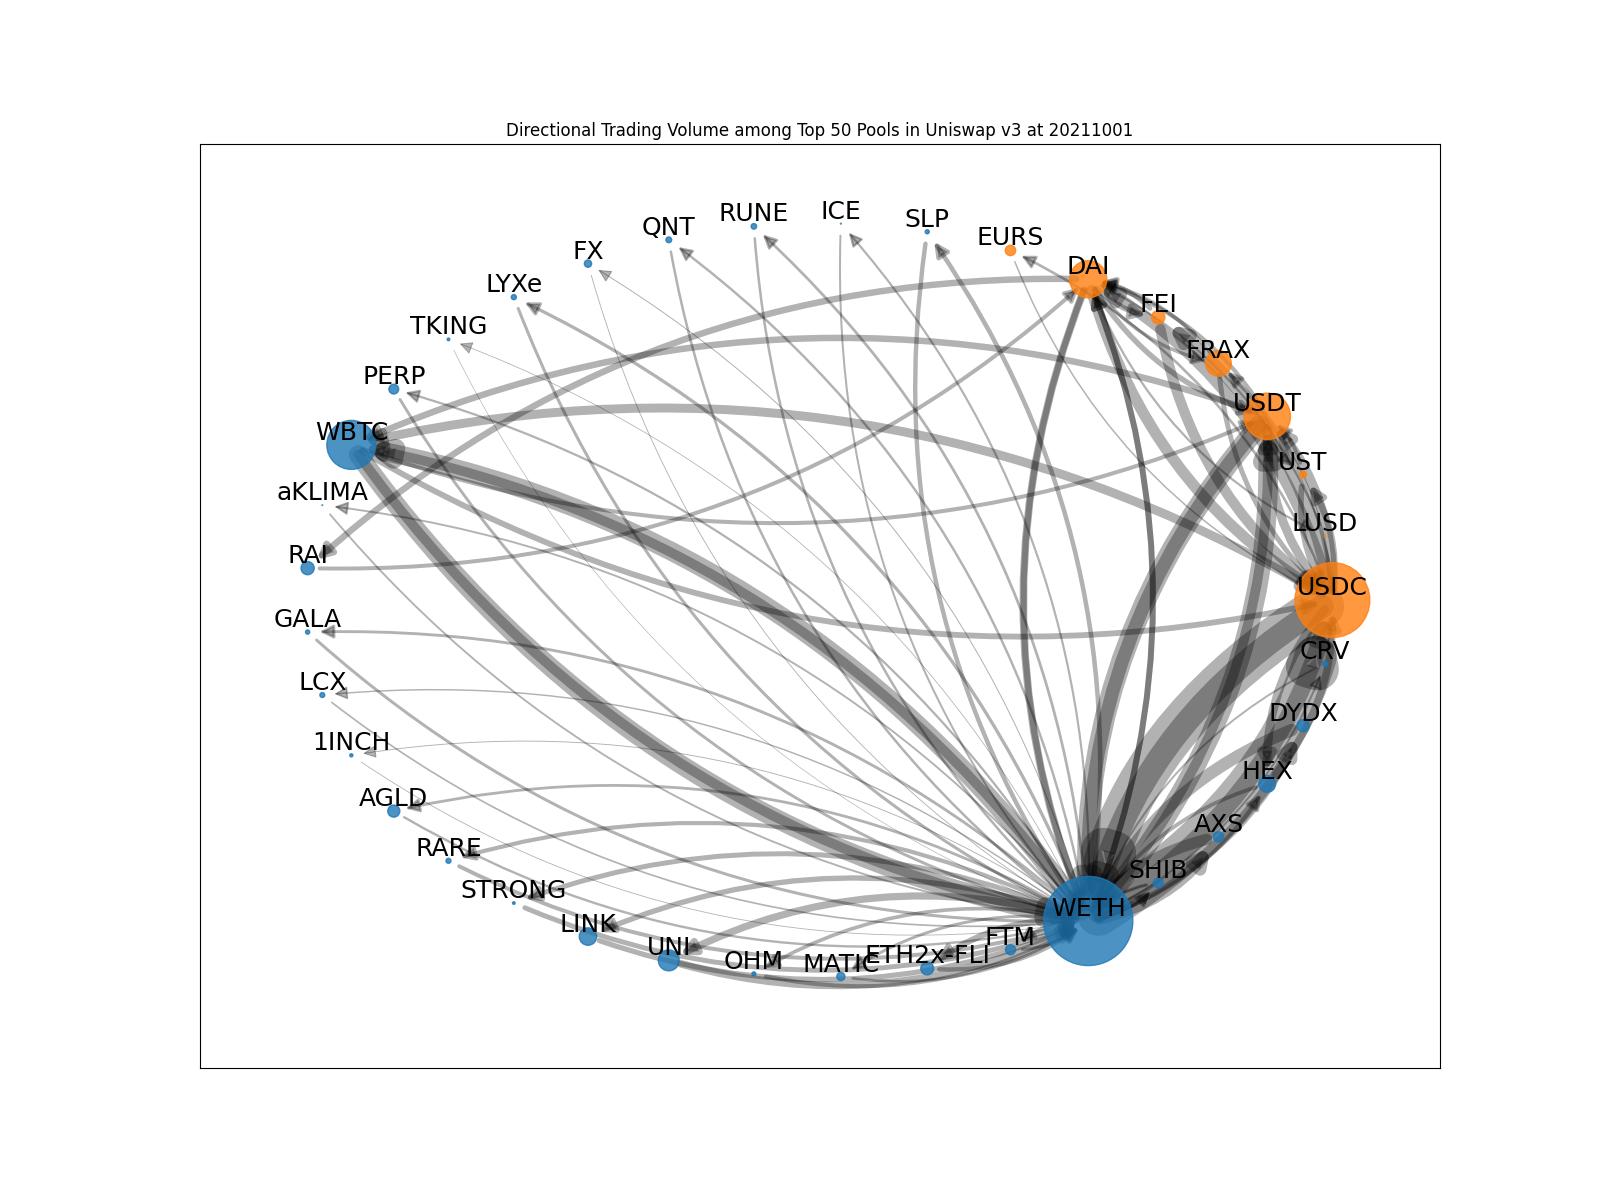 Directional Trading Volume among Top 50 Pools in Uniswap v3 at 20211001
ICE
RUNE
SLP
QNT
EURS
FX
DAI
LYXe
FEI
TKING
FRAX
PERP
USDT
WBTC
UST
aKLIMA
LUSD
RAI
USDC
GALA
CRV
LCX
DYDX
1INCH
HEX
AGLD
AXS
RARE
SHIB
STRONG
WETH
LINK
FTM
UNI
ETH2x-FLI
OHM
MATIC